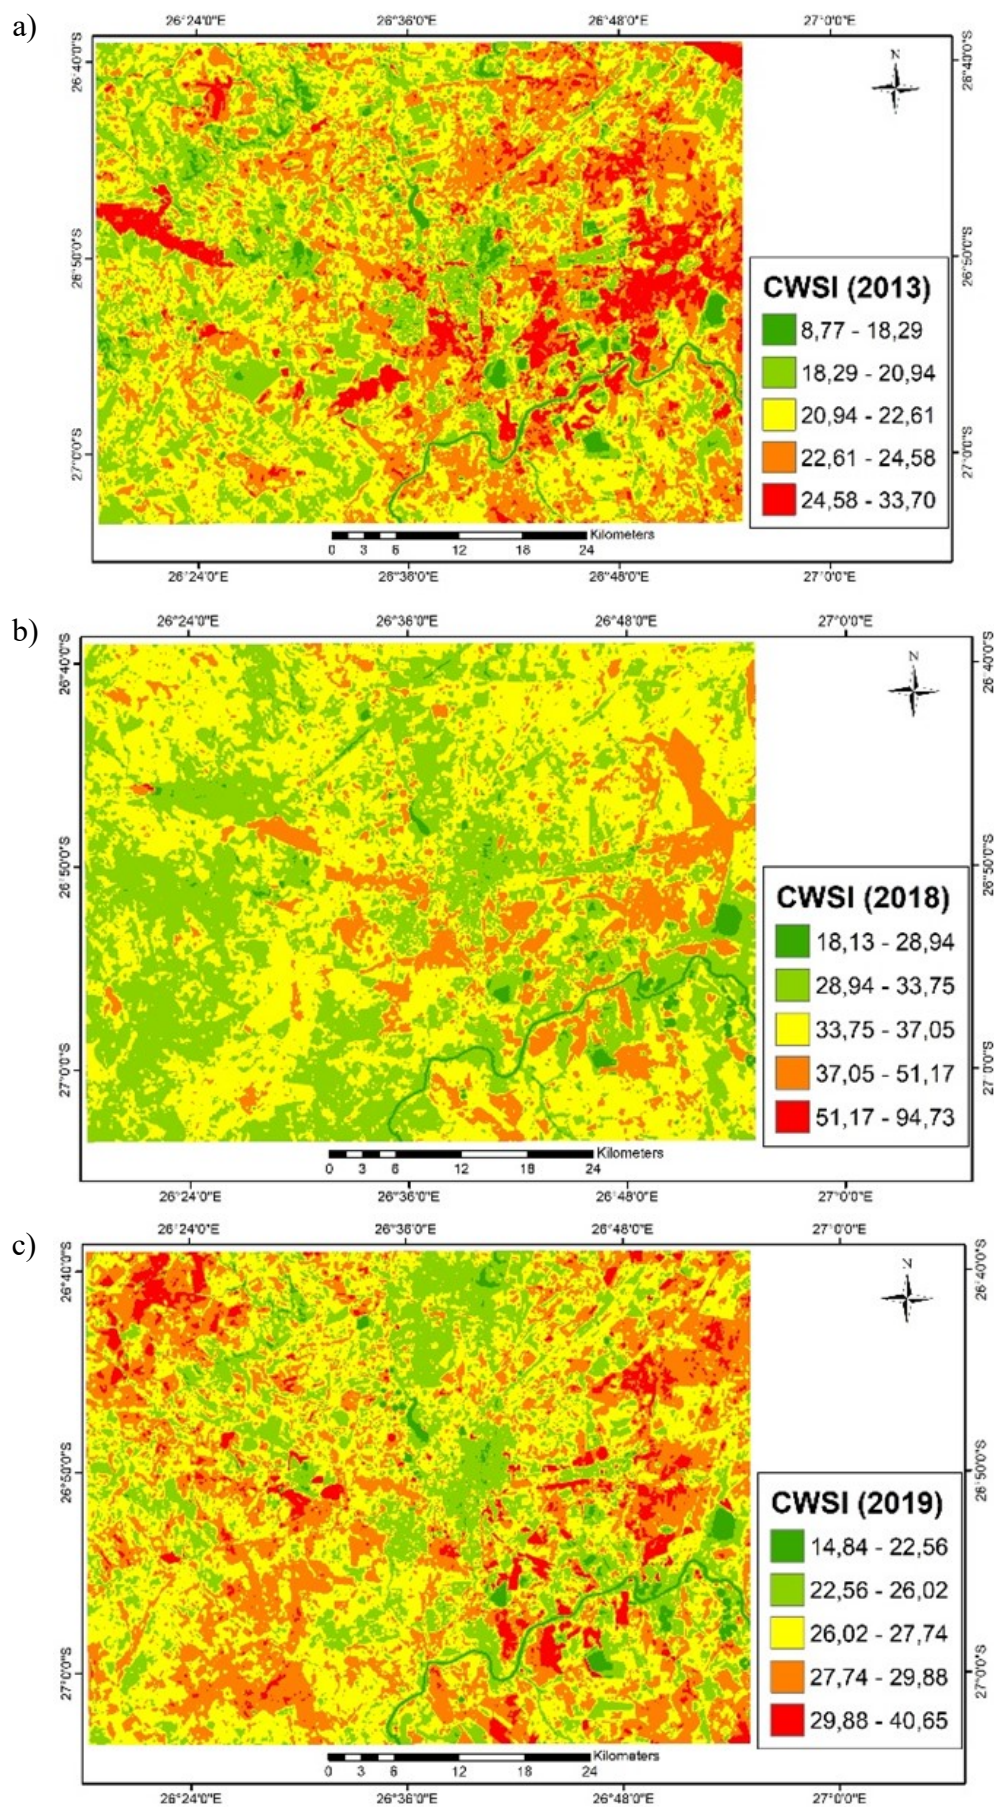 a)
26°24'0"E 26°36'0"E 26°48'0"E 27°0'0"E
N
26°40'0"S 26°40'0"S
26°50'0"S 26°50'0"S
27°0'0"S 27°0'0"S
CWSI (2013)
8,77 - 18,29
18,29 - 20,94
20,94 - 22,61
22,61 - 24,58
24,58 - 33,70
Kilometers
0 3 6 12 18 24
26°24'0"E 26°36'0"E 26°48'0"E 27°0'0"E
b)
26°24'0"E 26°36'0"E 26°48'0"E 27°0'0"E
N
26°40'0"S 26°40'0"S
26°50'0"S 26°50'0"S
27°0'0"S 27°0'0"S
CWSI (2018)
18,13 - 28,94
28,94 - 33,75
33,75 - 37,05
37,05 - 51,17
51,17 - 94,73
Kilometers
0 3 6 12 18 24
26°24'0"E 26°36'0"E 26°48'0"E 27°0'0"E
c)
26°24'0"E 26°36'0"E 26°48'0"E 27°0'0"E
N
26°40'0"S 26°40'0"S
26°50'0"S 26°50'0"S
27°0'0"S 27°0'0"S
CWSI (2019)
14,84 - 22,56
22,56 - 26,02
26,02 - 27,74
27,74 - 29,88
29,88 - 40,65
Kilometers
0 3 6 12 18 24
26°24'0"E 26°36'0"E 26°48'0"E 27°0'0"E